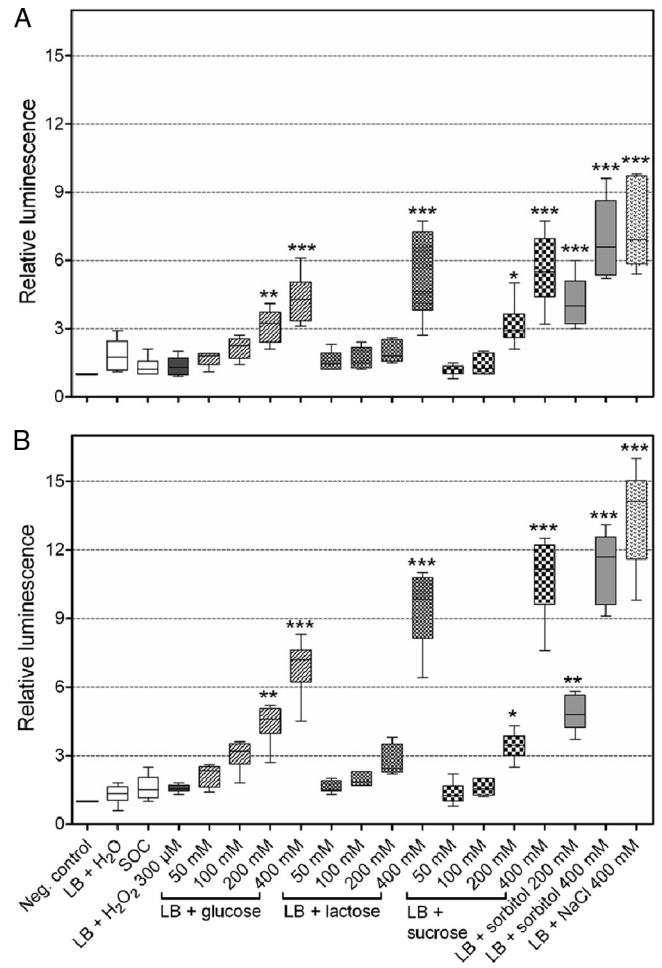 A
Relative luminescence
15
12
9
6
3
0
**
***
***
*
***
***
***
***
B
Relative luminescence
15
12
9
6
3
0
**
***
***
*
***
**
***
***
Neg. control
LB + H₂O
SOC
LB + H₂O₂ 300 µM
50 mM
100 mM
200 mM
400 mM
50 mM
100 mM
200 mM
400 mM
50 mM
100 mM
200 mM
400 mM
LB + sorbitol 200 mM
LB + sorbitol 400 mM
LB + NaCl 400 mM
LB + glucose
LB + lactose
LB +
sucrose